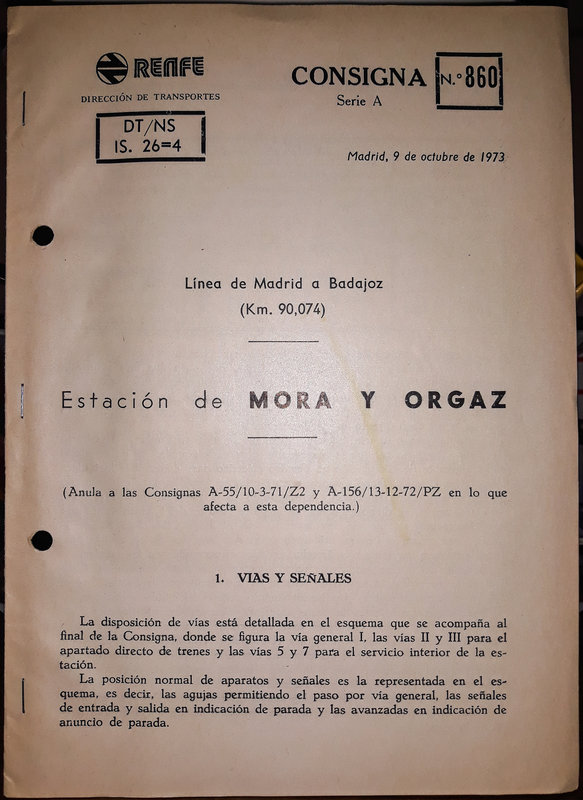 RENFE
DIRECCIÓN DE TRANSPORTES
DT/NS
IS. 26=4
CONSIGNA
Serie A
N.º 860
Madrid, 9 de octubre de 1973
Línea de Madrid a Badajoz
(Km. 90,074)
Estación de MORA Y ORGAZ
(Anula a las Consignas A-55/10-3-71/Z2 y A-156/13-12-72/PZ en lo que
afecta a esta dependencia.)
1. VIAS Y SEÑALES
La disposición de vías está detallada en el esquema que se acompaña al
final de la Consigna, donde se figura la vía general I, las vías II y III para el
apartado directo de trenes y las vías 5 y 7 para el servicio interior de la es-
tación.
La posición normal de aparatos y señales es la representada en el es-
quema, es decir, las agujas permitiendo el paso por vía general, las señales
de entrada y salida en indicación de parada y las avanzadas en indicación de
anuncio de parada.